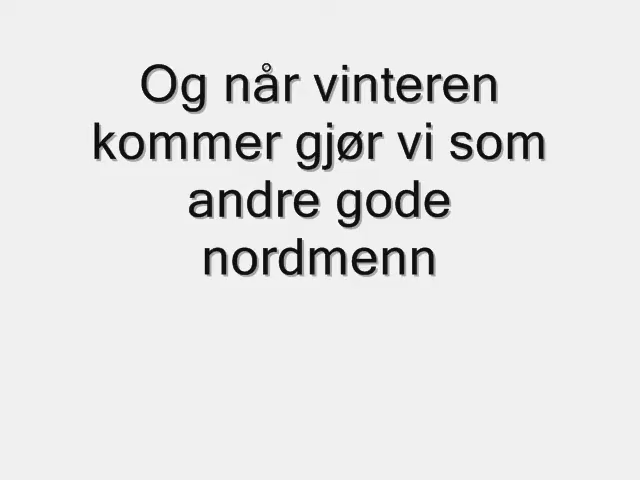 Og når vinteren
kommer gjør vi som
andre gode
nordmenn